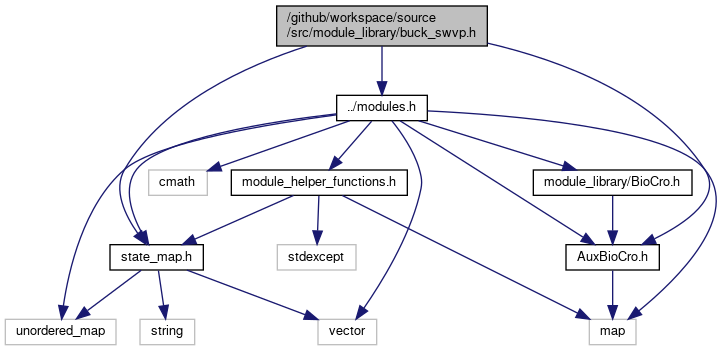 /github/workspace/source
/src/module_library/buck_swvp.h
../modules.h
cmath
module_helper_functions.h
module_library/BioCro.h
state_map.h
stdexcept
AuxBioCro.h
unordered_map
string
vector
map